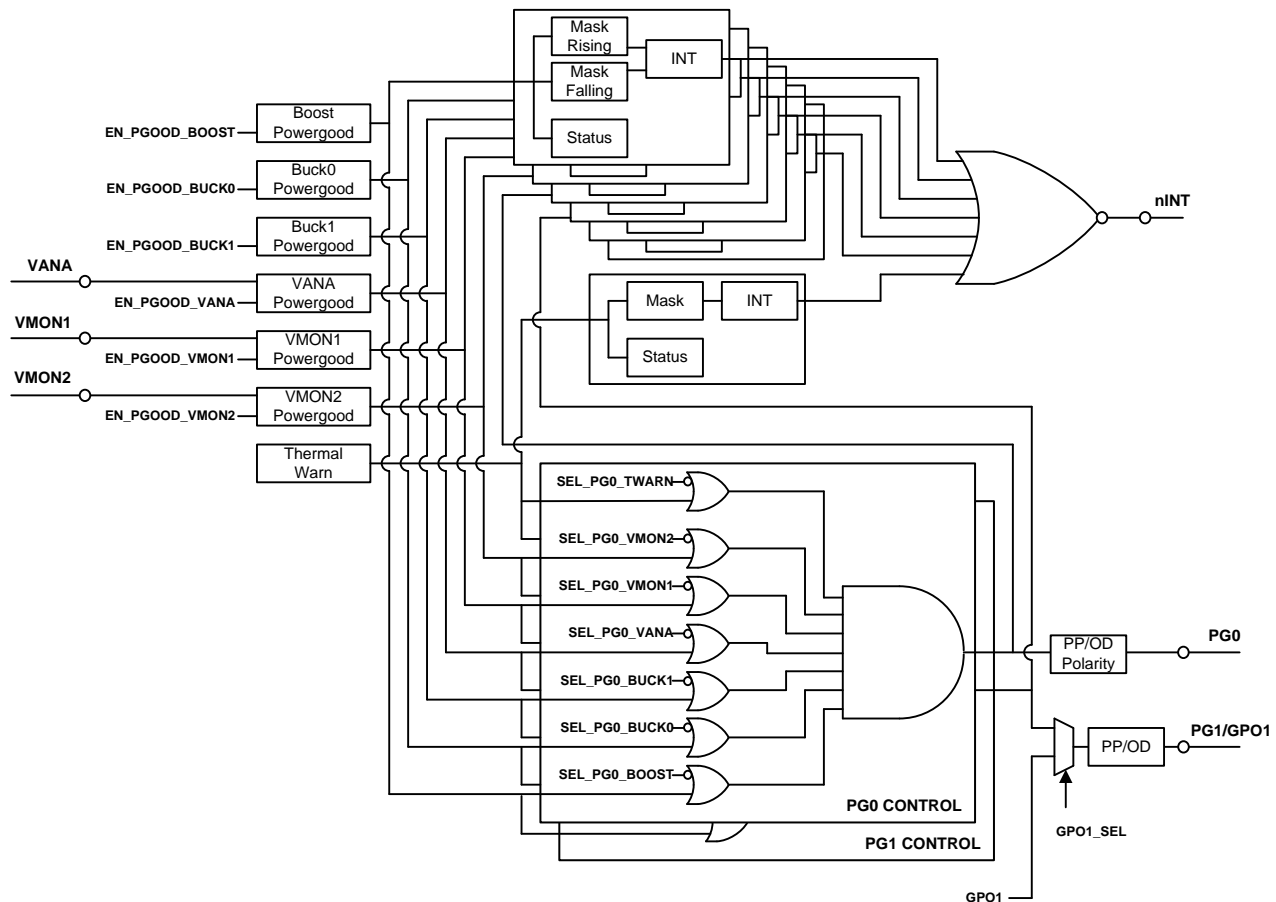 Mask
Rising
INT
Mask
Falling
Status
Boost
Powergood
EN_PGOOD_BOOST
Buck0
Powergood
EN_PGOOD_BUCK0
Buck1
Powergood
EN_PGOOD_BUCK1
nINT
VANA
VANA
Powergood
EN_PGOOD_VANA
Mask
INT
Status
VMON1
VMON1
Powergood
EN_PGOOD_VMON1
VMON2
VMON2
Powergood
EN_PGOOD_VMON2
Thermal
Warn
SEL_PG0_TWARN
SEL_PG0_VMON2
SEL_PG0_VMON1
SEL_PG0_VANA
SEL_PG0_BUCK1
SEL_PG0_BUCK0
SEL_PG0_BOOST
PP/OD
Polarity
PG0
PG1/GPO1
PP/OD
PG0 CONTROL
GPO1_SEL
PG1 CONTROL
GPO1